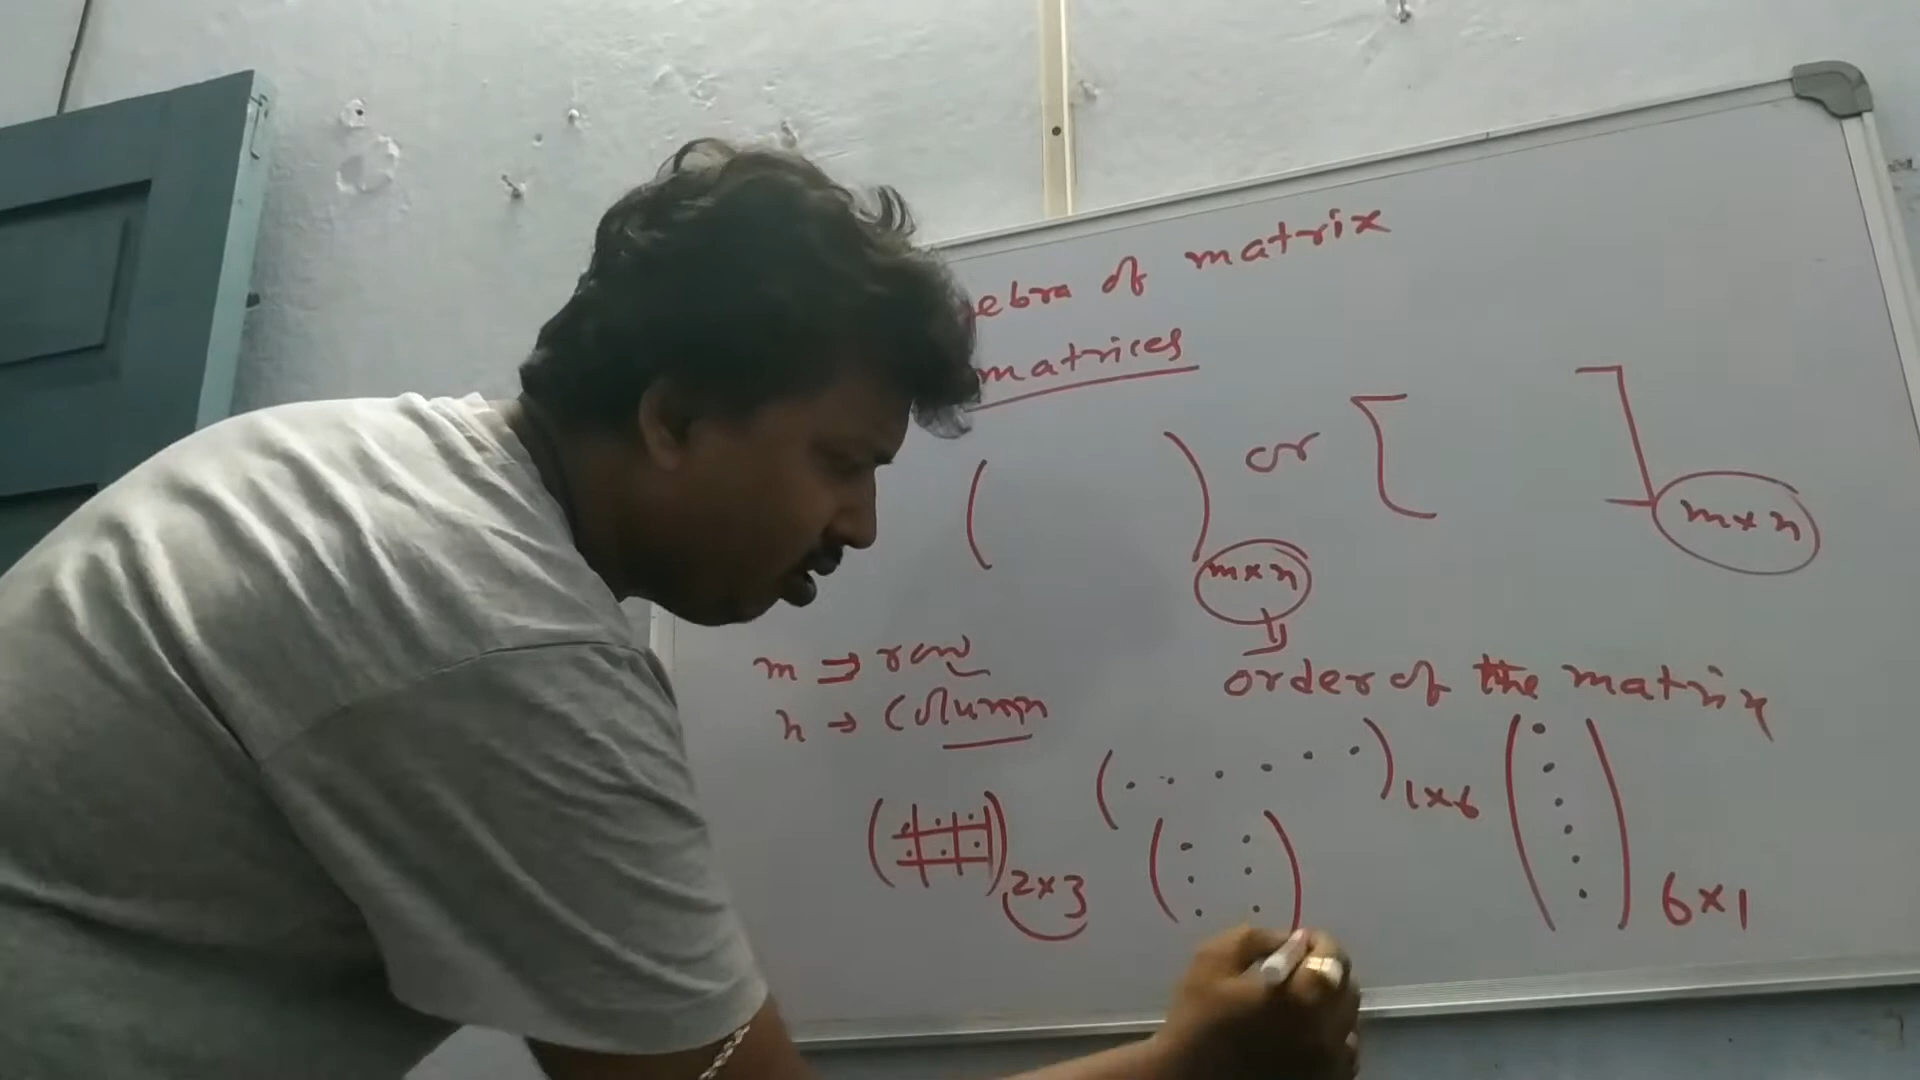 ebra of matrix
matrices
( ) or [ ]
m×n m×n
m ⇒ row
n → column
order of the matrix
( . . . . . . ) 1×6
2×3
6×1